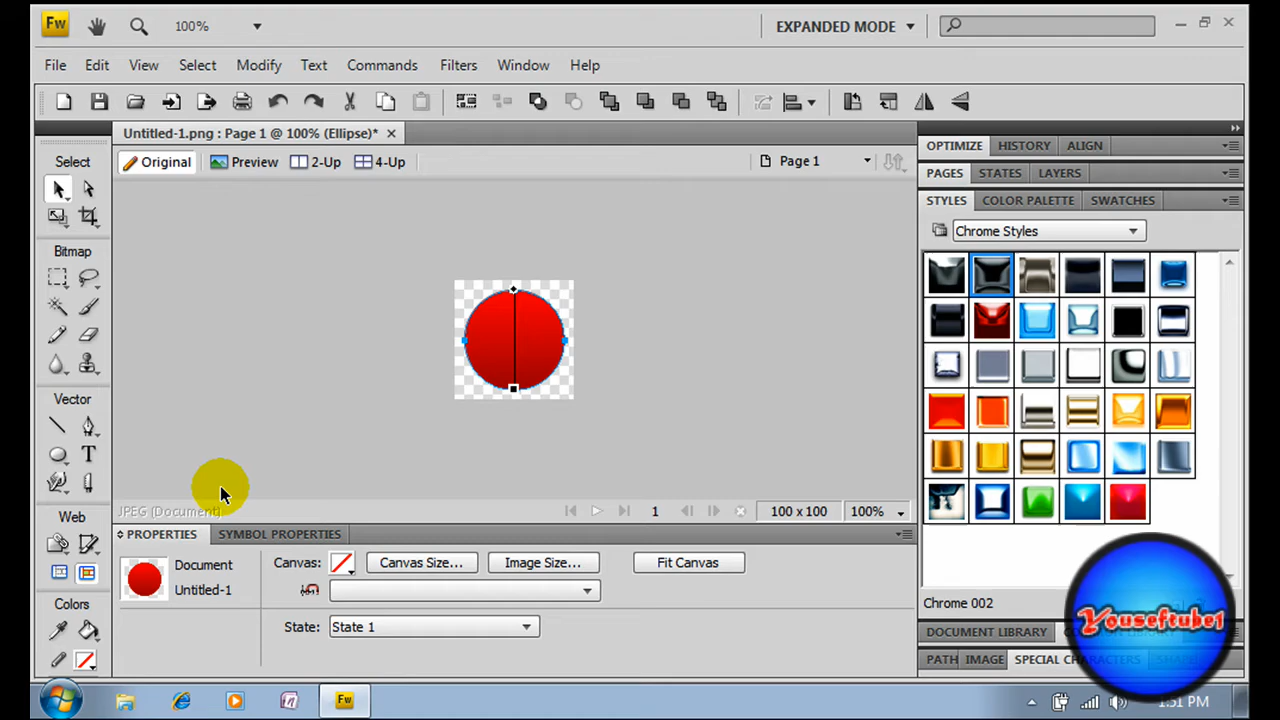 Fw 100% EXPANDED MODE
File Edit View Select Modify Text Commands Filters Window Help
Untitled-1.png : Page 1 @ 100% (Ellipse)*
Original Preview 2-Up 4-Up Page 1
Select
Bitmap
Vector
T
Web
Colors
OPTIMIZE HISTORY ALIGN
PAGES STATES LAYERS
STYLES COLOR PALETTE SWATCHES
Chrome Styles
Chrome 002
DOCUMENT LIBRARY
PATH IMAGE SPECIAL CHARACTERS
Youseftube1
JPEG (Document) 1 100 x 100 100%
PROPERTIES SYMBOL PROPERTIES
Document
Untitled-1
Canvas: Canvas Size... Image Size... Fit Canvas
State: State 1
Fw
1:51 PM